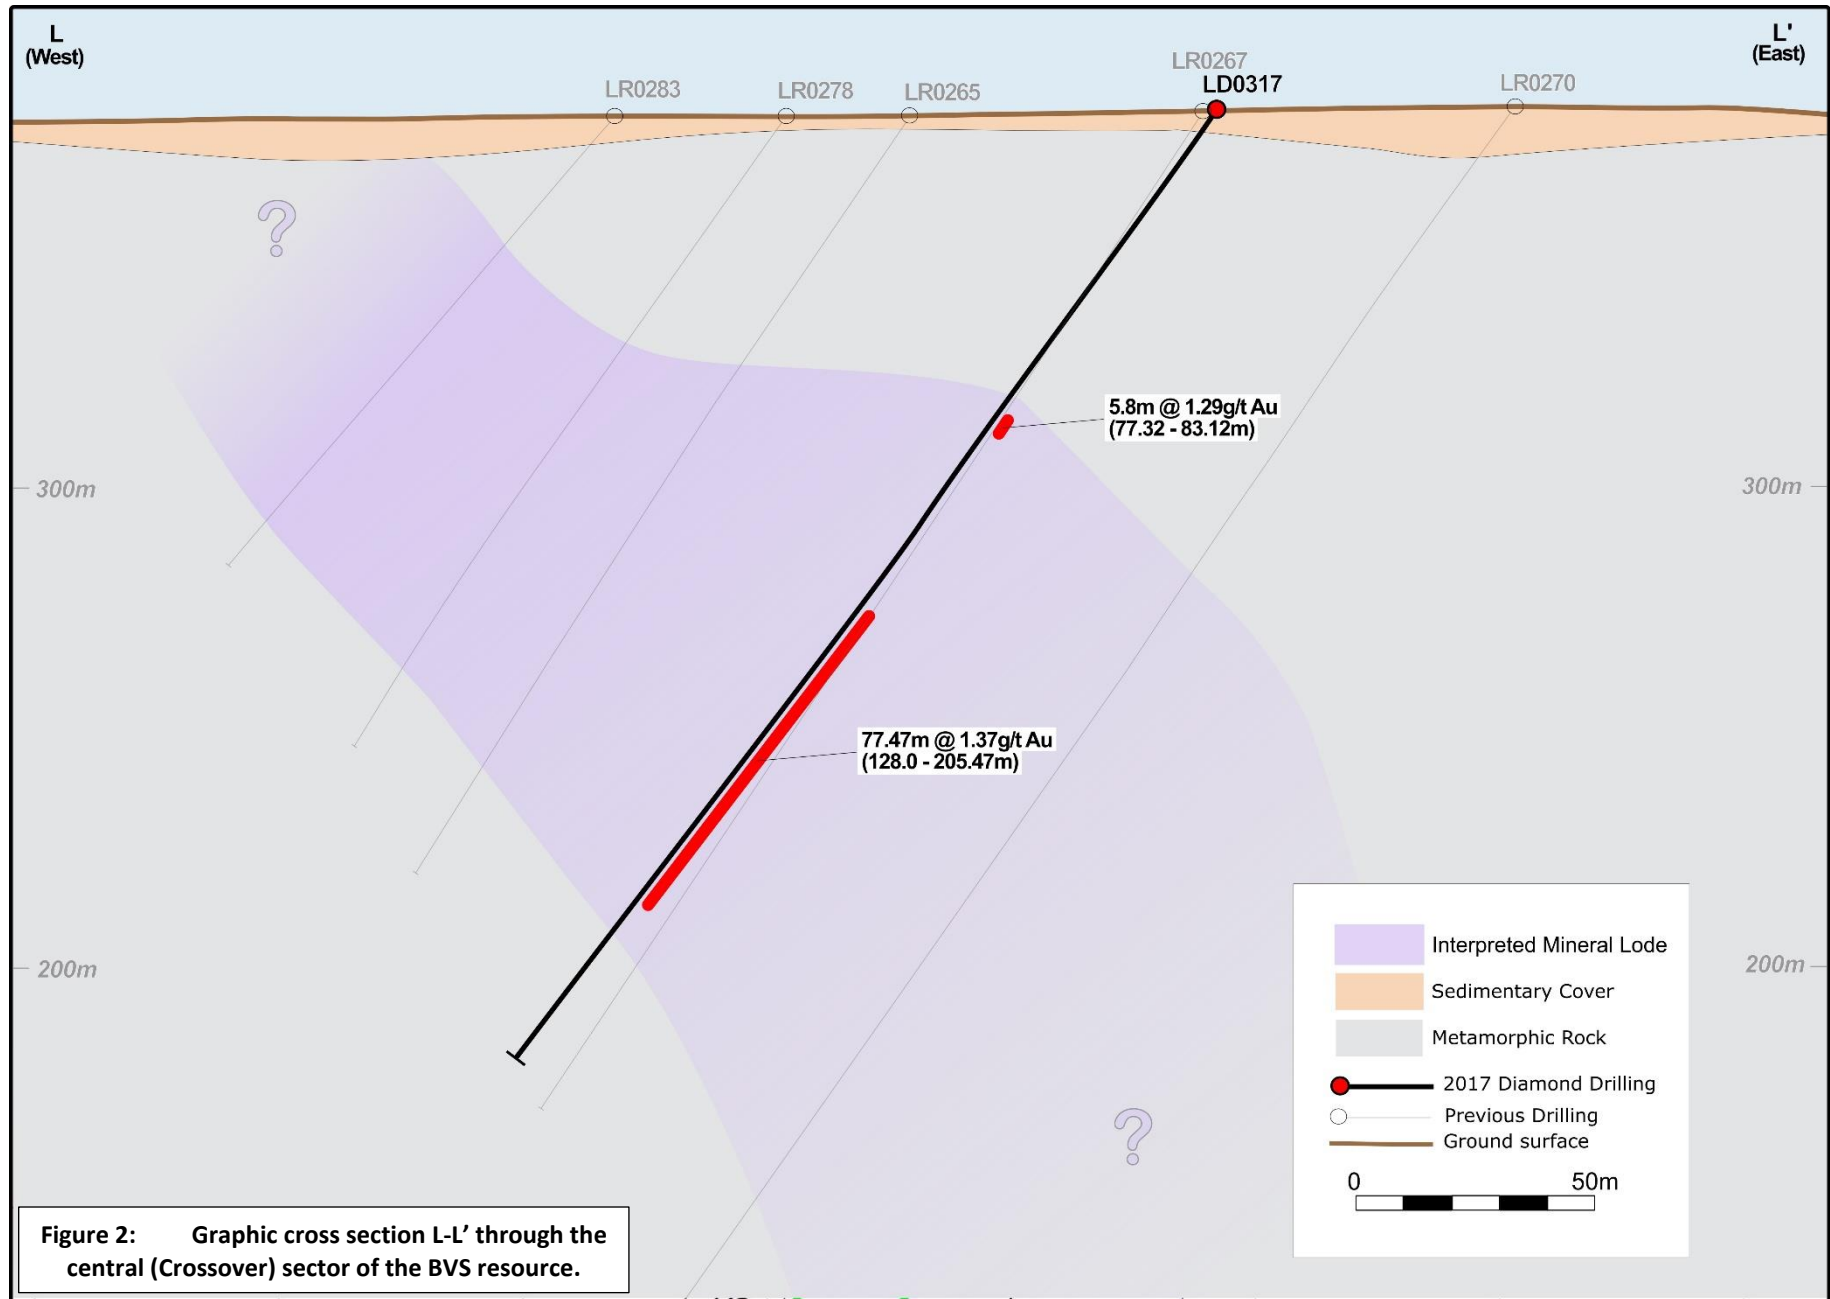 L
(West)
L'
(East)
LR0283
LR0278
LR0265
LR0267
LD0317
LR0270
5.8m @ 1.29g/t Au
(77.32 - 83.12m)
300m
300m
77.47m @ 1.37g/t Au
(128.0 - 205.47m)
200m
200m
?
?
Interpreted Mineral Lode
Sedimentary Cover
Metamorphic Rock
2017 Diamond Drilling
Previous Drilling
Ground surface
0 50m
Figure 2: Graphic cross section L-L’ through the
central (Crossover) sector of the BVS resource.